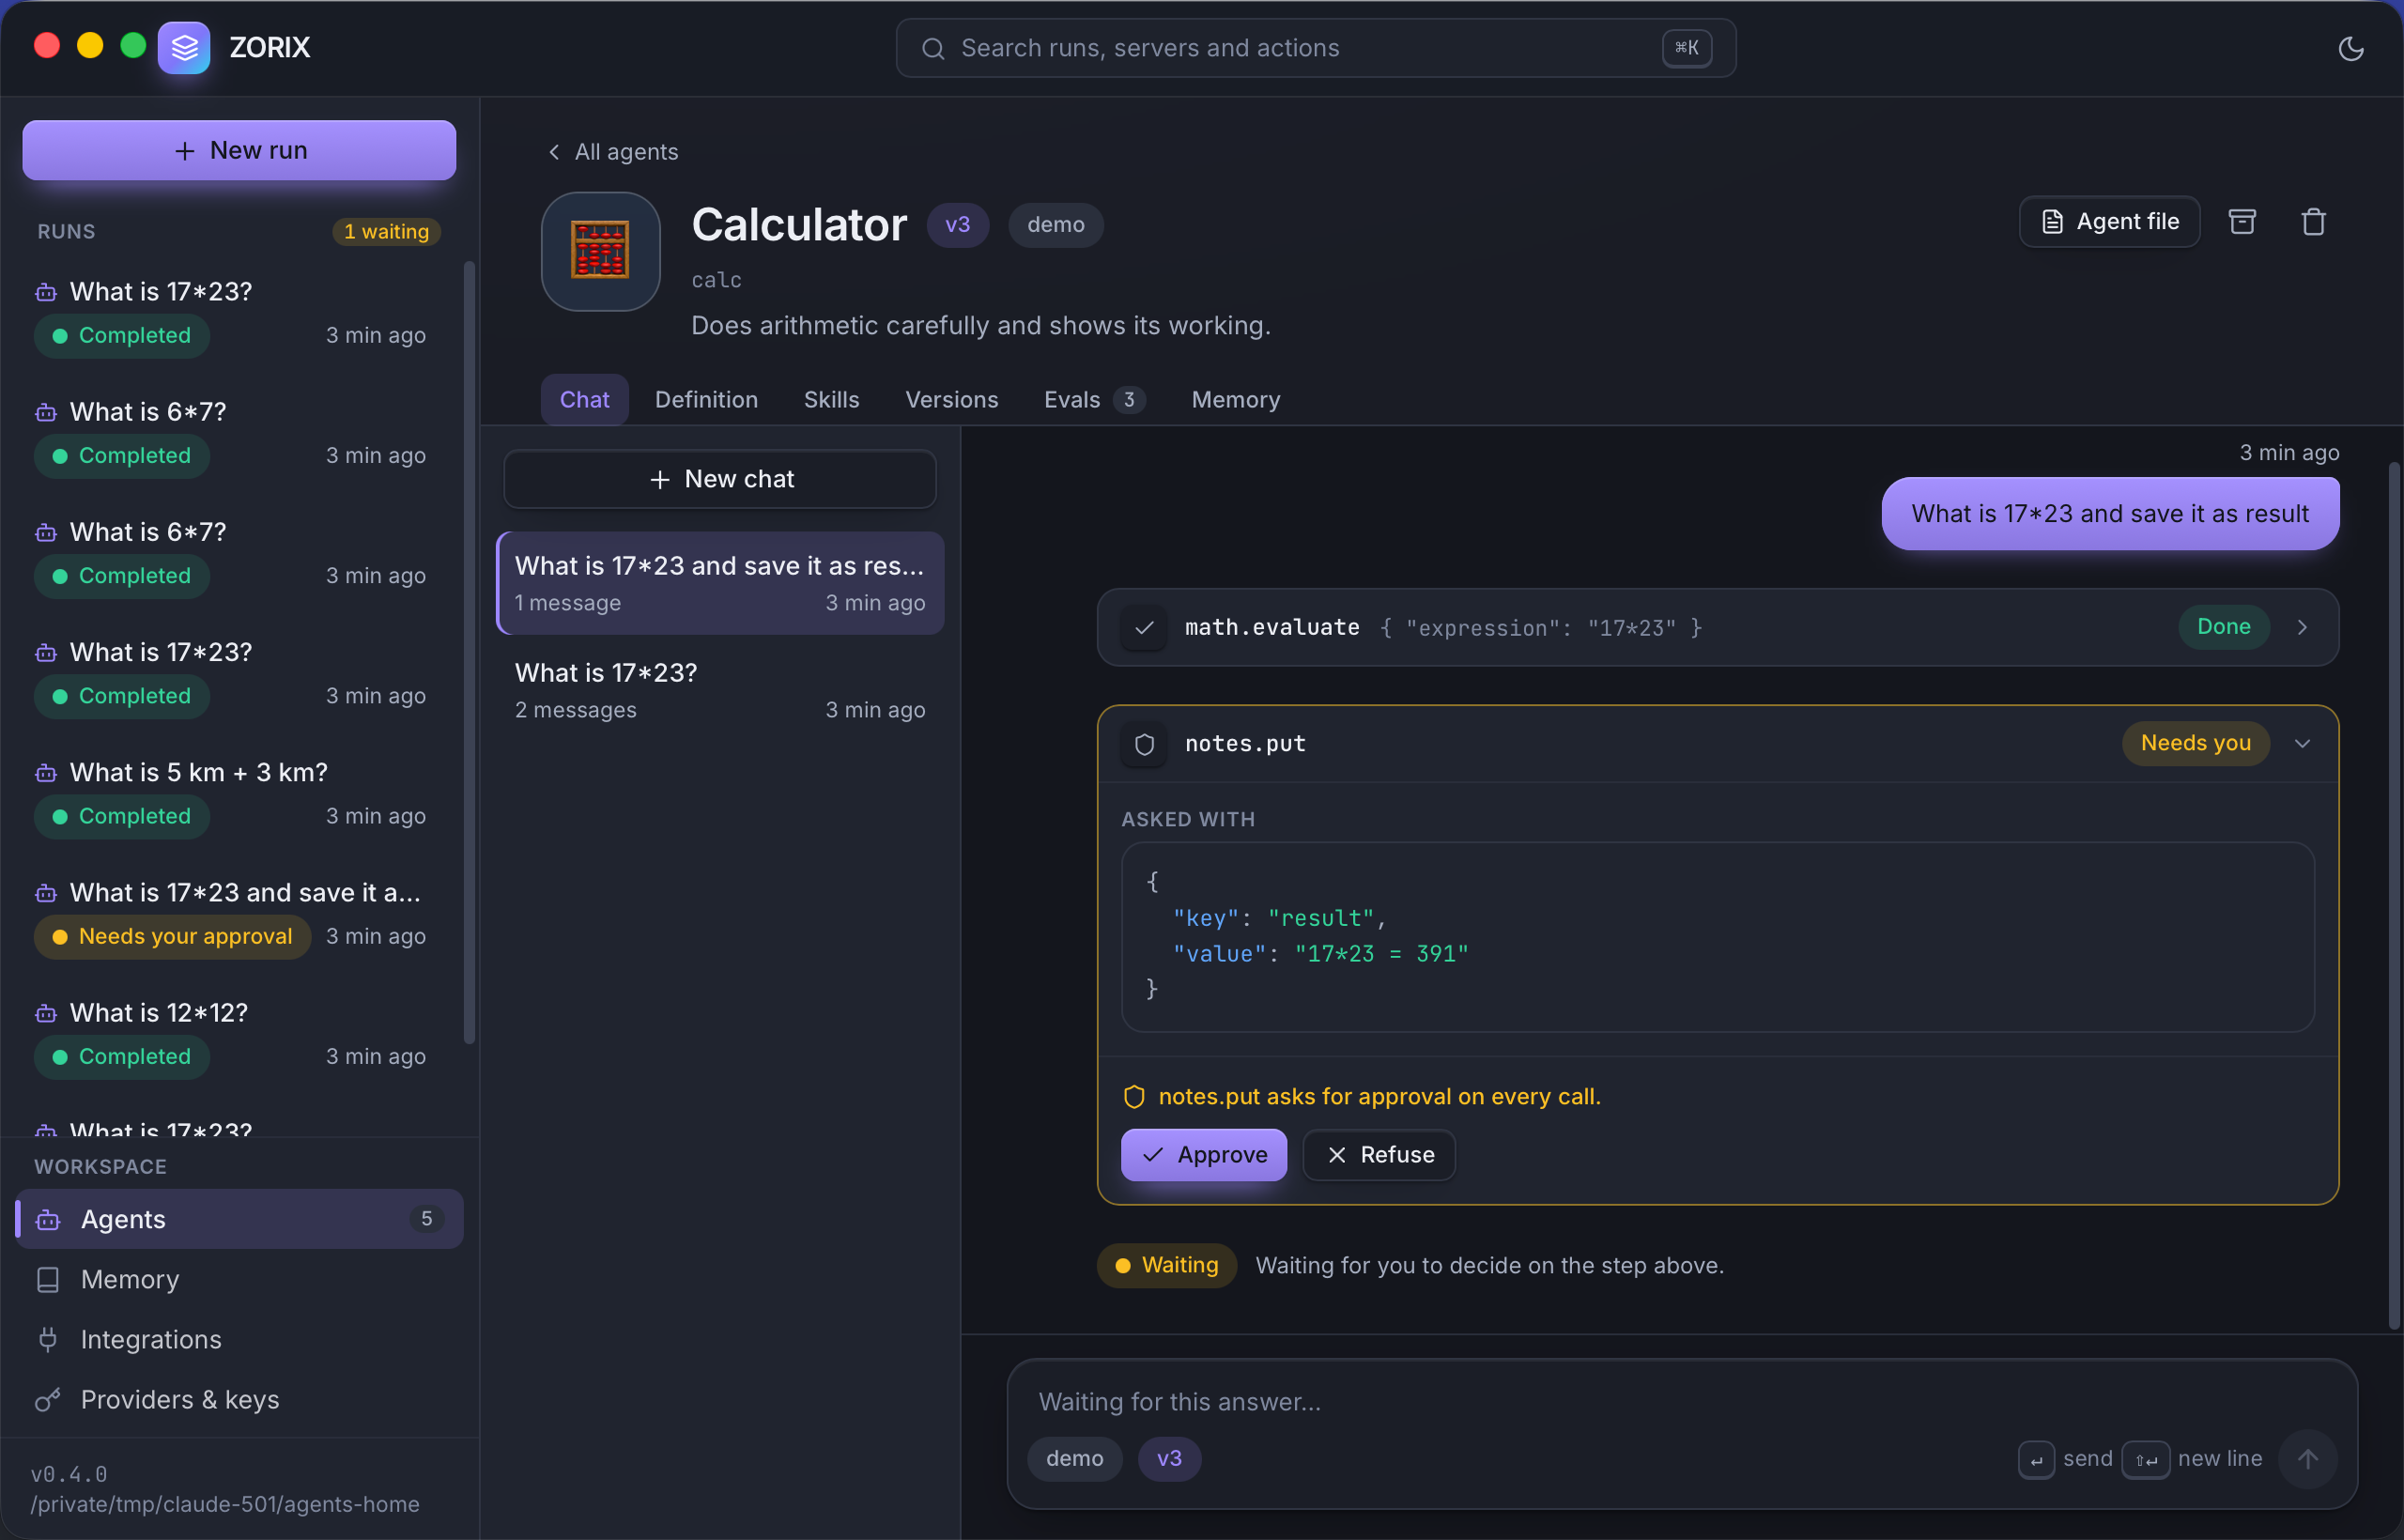 ZORIX
Search runs, servers and actions
⌘K
+ New run
RUNS
1 waiting
What is 17*23?
Completed
3 min ago
What is 6*7?
Completed
3 min ago
What is 6*7?
Completed
3 min ago
What is 17*23?
Completed
3 min ago
What is 5 km + 3 km?
Completed
3 min ago
What is 17*23 and save it a...
Needs your approval
3 min ago
What is 12*12?
Completed
3 min ago
What is 17*23?
WORKSPACE
Agents
5
Memory
Integrations
Providers & keys
v0.4.0
/private/tmp/claude-501/agents-home
All agents
Calculator
v3
demo
calc
Does arithmetic carefully and shows its working.
Agent file
Chat
Definition
Skills
Versions
Evals
3
Memory
+ New chat
What is 17*23 and save it as res...
1 message
3 min ago
What is 17*23?
2 messages
3 min ago
3 min ago
What is 17*23 and save it as result
math.evaluate { "expression": "17*23" }
Done
notes.put
Needs you
ASKED WITH
{
"key": "result",
"value": "17*23 = 391"
}
notes.put asks for approval on every call.
Approve
Refuse
Waiting
Waiting for you to decide on the step above.
Waiting for this answer...
demo
v3
↵ send ⇧↵ new line